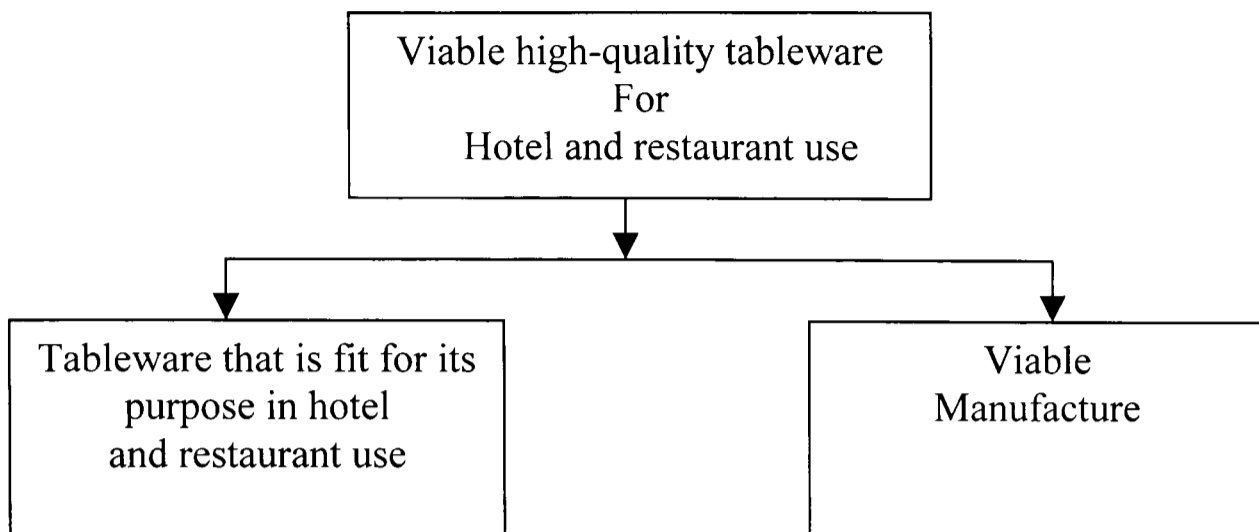 Viable high-quality tableware
For
Hotel and restaurant use
Tableware that is fit for its
purpose in hotel
and restaurant use
Viable
Manufacture